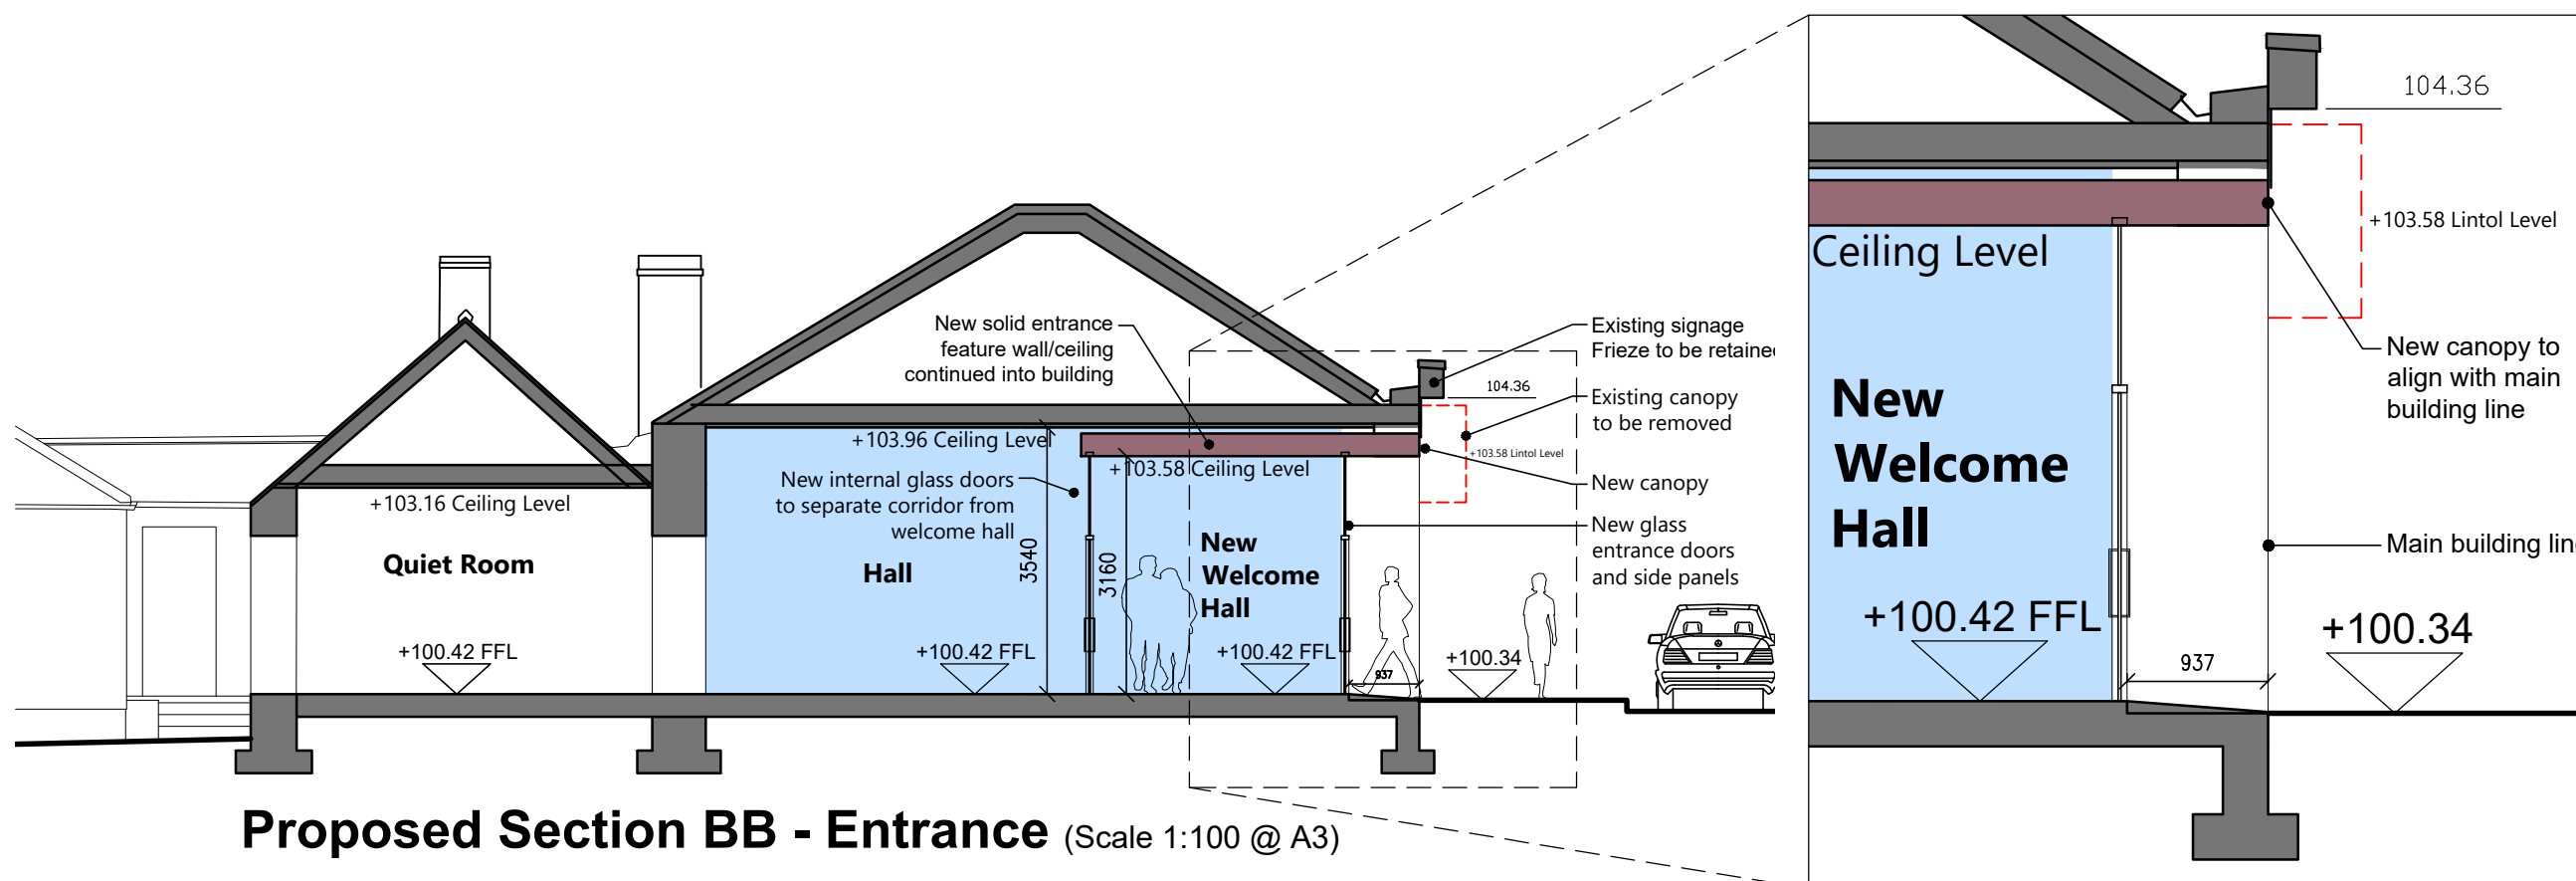 New solid entrance
feature wall/ceiling
continued into building
+103.96 Ceiling Level
+103.58 Ceiling Level
New internal glass doors
to separate corridor from
welcome hall
+103.16 Ceiling Level
Quiet Room
Hall
New
Welcome
Hall
3540
3160
+100.42 FFL
+100.42 FFL
+100.42 FFL
937
+100.34
Existing signage
Frieze to be retained
104.36
Existing canopy
to be removed
+103.58 Lintol Level
New canopy
New glass
entrance doors
and side panels
Proposed Section BB - Entrance (Scale 1:100 @ A3)
104.36
+103.58 Lintol Level
Ceiling Level
New canopy to
align with main
building line
New
Welcome
Hall
Main building line
+100.42 FFL
+100.34
937